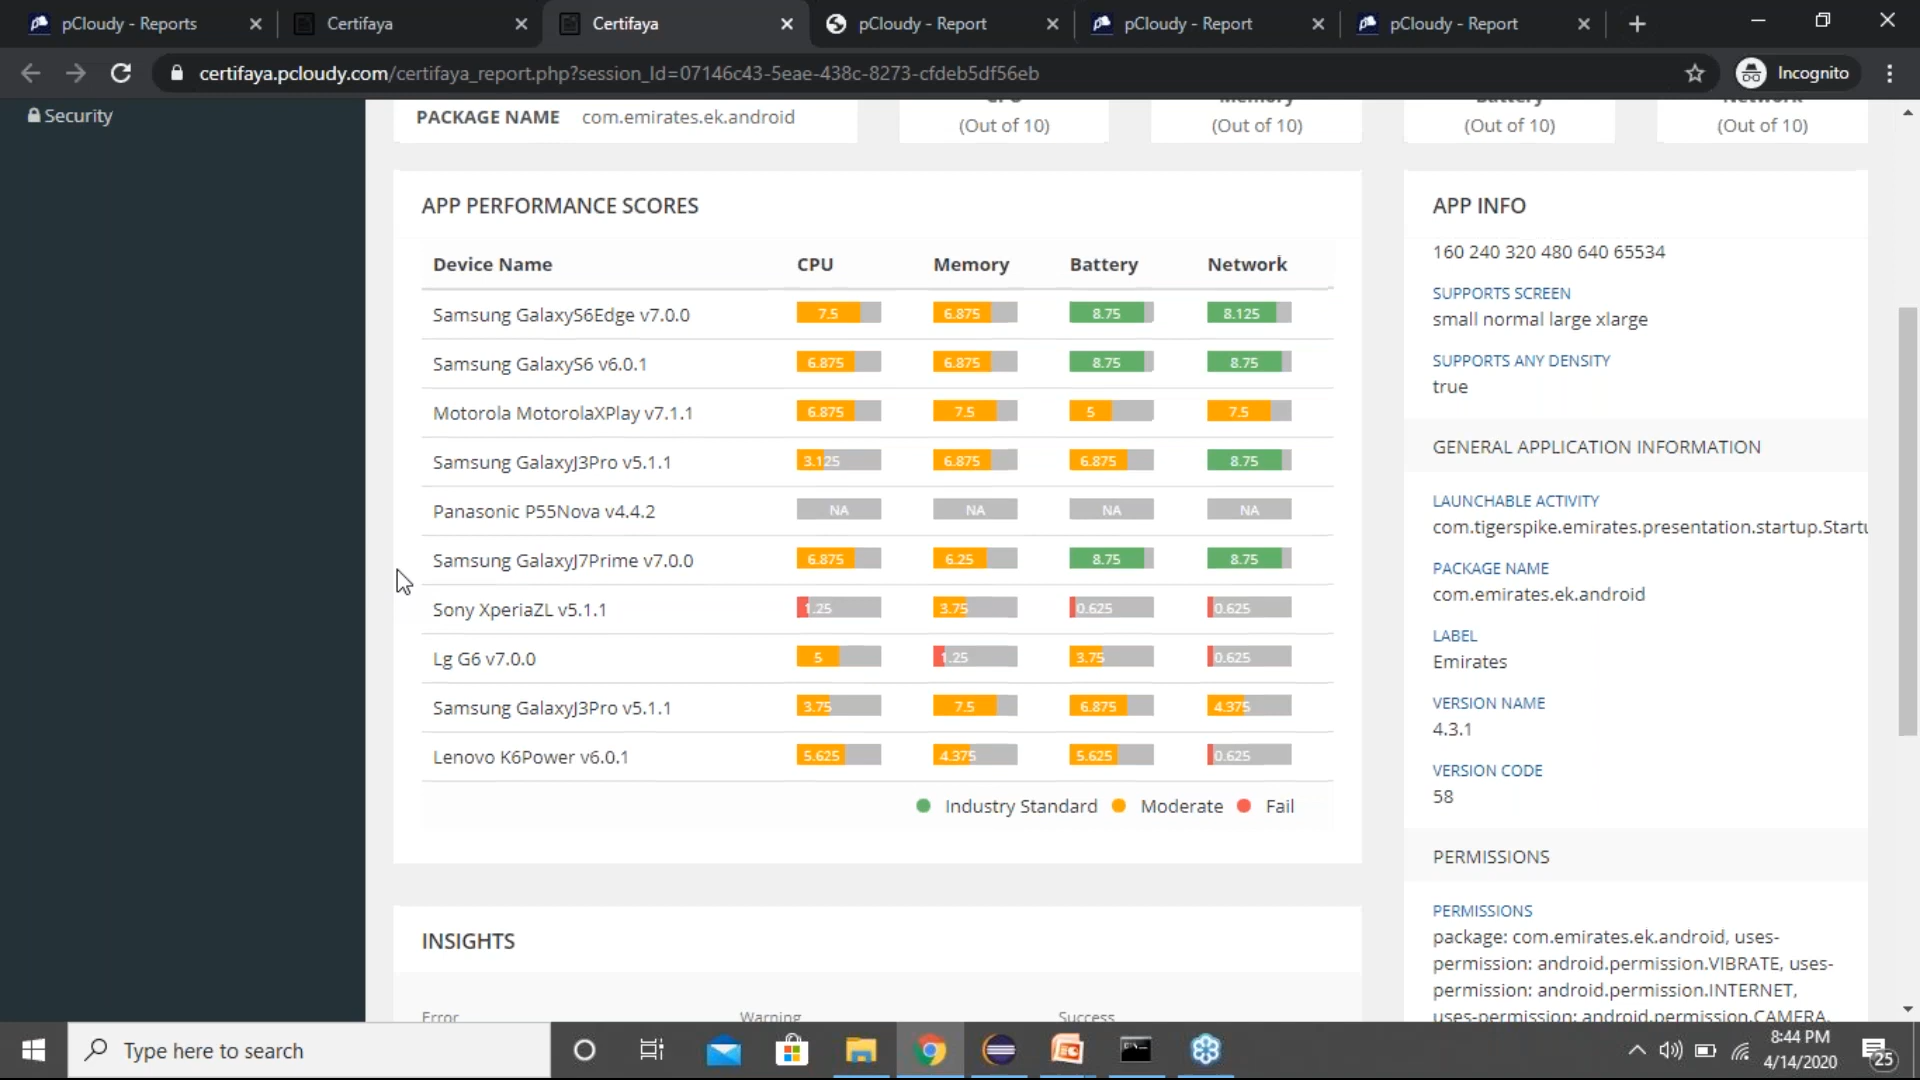 pCloudy - Reports
Certifaya
Certifaya
pCloudy - Report
pCloudy - Report
pCloudy - Report
certifaya.pcloudy.com/certifaya_report.php?session_Id=07146c43-5eae-438c-8273-cfdeb5df56eb
Incognito
Security
PACKAGE NAME com.emirates.ek.android
Memory
Battery
Network
(Out of 10) (Out of 10) (Out of 10) (Out of 10)
APP PERFORMANCE SCORES
Device Name CPU Memory Battery Network
Samsung GalaxyS6Edge v7.0.0 7.5 6.875 8.75 8.125
Samsung GalaxyS6 v6.0.1 6.875 6.875 8.75 8.75
Motorola MotorolaXPlay v7.1.1 6.875 7.5 5 7.5
Samsung GalaxyJ3Pro v5.1.1 3.125 6.875 6.875 8.75
Panasonic P55Nova v4.4.2 NA NA NA NA
Samsung GalaxyJ7Prime v7.0.0 6.875 6.25 8.75 8.75
Sony XperiaZL v5.1.1 1.25 3.75 0.625 0.625
Lg G6 v7.0.0 5 1.25 3.75 0.625
Samsung GalaxyJ3Pro v5.1.1 3.75 7.5 6.875 4.375
Lenovo K6Power v6.0.1 5.625 4.375 5.625 0.625
Industry Standard Moderate Fail
INSIGHTS
Error Warning Success
APP INFO
160 240 320 480 640 65534
SUPPORTS SCREEN
small normal large xlarge
SUPPORTS ANY DENSITY
true
GENERAL APPLICATION INFORMATION
LAUNCHABLE ACTIVITY
com.tigerspike.emirates.presentation.startup.Startu
PACKAGE NAME
com.emirates.ek.android
LABEL
Emirates
VERSION NAME
4.3.1
VERSION CODE
58
PERMISSIONS
PERMISSIONS
package: com.emirates.ek.android, uses-
permission: android.permission.VIBRATE, uses-
permission: android.permission.INTERNET,
uses-permission: android.permission.CAMERA,
Type here to search
8:44 PM
4/14/2020
25